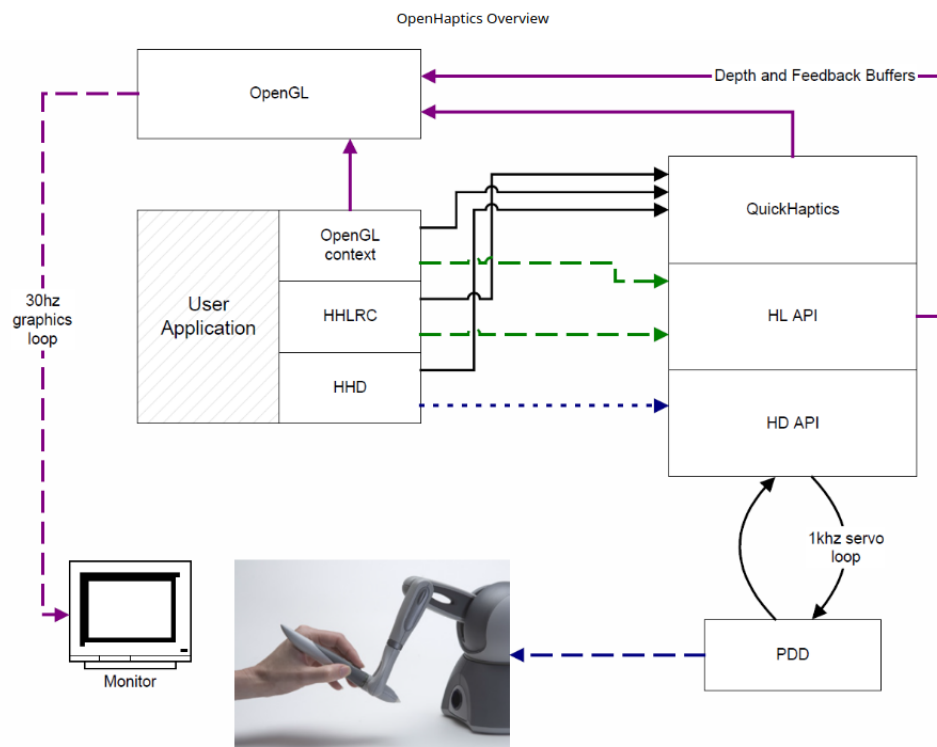 OpenHaptics Overview
OpenGL
Depth and Feedback Buffers
QuickHaptics
OpenGL
context
User
Application
HHLRC
HL API
30hz
graphics
loop
HHD
HD API
1khz servo
loop
PDD
Monitor